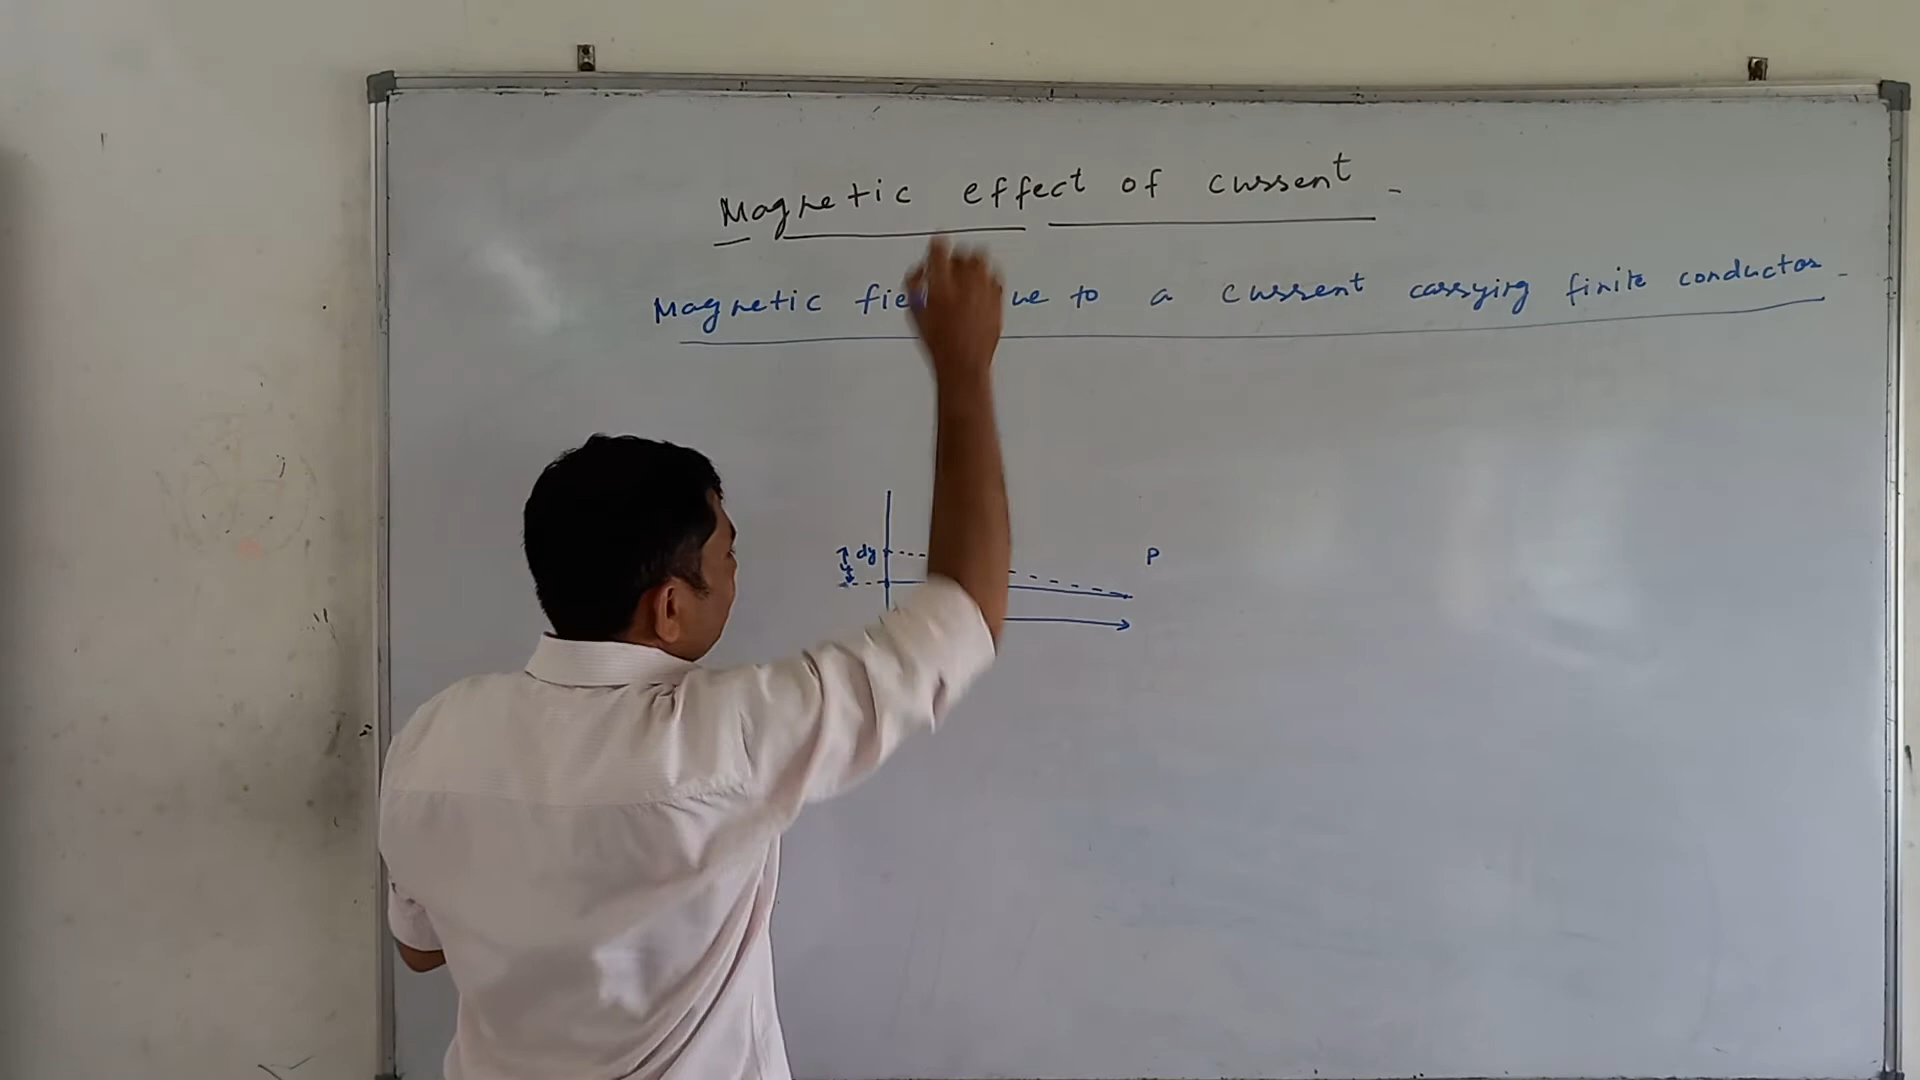 Magnetic effect of current -
Magnetic fie ue to a current carrying finite conductor -
dy P
y